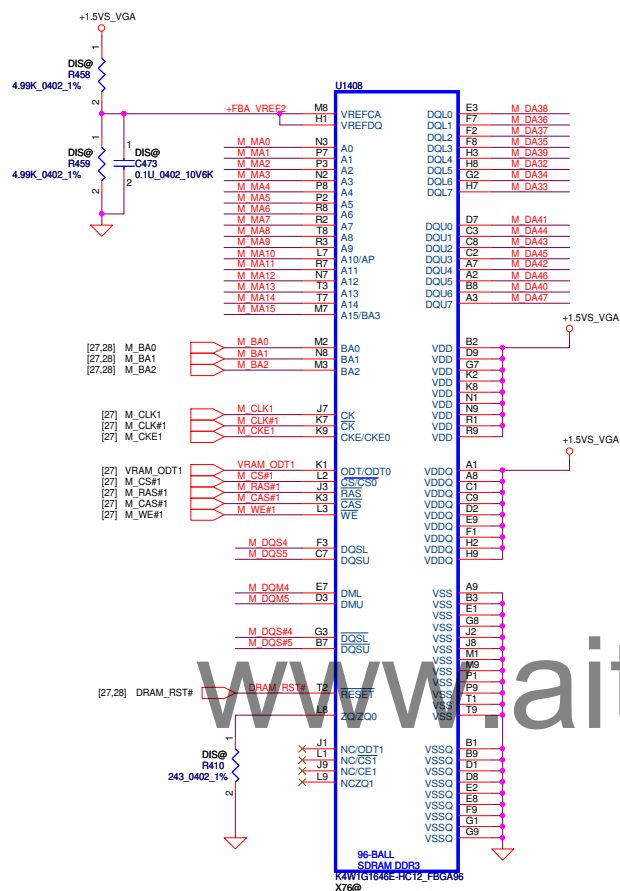 +1.5VS_VGA
1
DIS@
R458
4.99K_0402_1%
2
1
DIS@
R459
4.99K_0402_1%
2
1
DIS@
C473
0.1U_0402_10V6K
2
U1408
+FBA_VREF2 M8 VREFCA
H1 VREFDQ
M_MA0 N3 A0
M_MA1 P7 A1
M_MA2 P3 A2
M_MA3 N2 A3
M_MA4 P8 A4
M_MA5 P2 A5
M_MA6 R8 A6
M_MA7 R2 A7
M_MA8 T8 A8
M_MA9 R3 A9
M_MA10 L7 A10/AP
M_MA11 R7 A11
M_MA12 N7 A12
M_MA13 T3 A13
M_MA14 T7 A14
M_MA15 M7 A15/BA3
[27,28] M_BA0 M_BA0 M2 BA0
[27,28] M_BA1 M_BA1 N8 BA1
[27,28] M_BA2 M_BA2 M3 BA2
[27] M_CLK1 M_CLK1 J7 CK
[27] M_CLK#1 M_CLK#1 K7 CK
[27] M_CKE1 M_CKE1 K9 CKE/CKE0
[27] VRAM_ODT1 VRAM_ODT1 K1 ODT/ODT0
[27] M_CS#1 M_CS#1 L2 CS/CS0
[27] M_RAS#1 M_RAS#1 J3 RAS
[27] M_CAS#1 M_CAS#1 K3 CAS
[27] M_WE#1 M_WE#1 L3 WE
M_DQS4 F3 DQSL
M_DQS5 C7 DQSU
M_DQM4 E7 DML
M_DQM5 D3 DMU
M_DQS#4 G3 DQSL
M_DQS#5 B7 DQSU
[27,28] DRAM_RST# DRAM_RST# T2 RESET
L8 ZQ/ZQ0
1
DIS@
R410
243_0402_1%
2
J1 NC/ODT1
L1 NC/CS1
J9 NC/CE1
L9 NCZQ1
DQL0 E3 M_DA38
DQL1 F7 M_DA36
DQL2 F2 M_DA37
DQL3 F8 M_DA35
DQL4 H3 M_DA39
DQL5 H8 M_DA32
DQL6 G2 M_DA34
DQL7 H7 M_DA33
DQU0 D7 M_DA41
DQU1 C3 M_DA44
DQU2 C8 M_DA43
DQU3 C2 M_DA45
DQU4 A7 M_DA42
DQU5 A2 M_DA46
DQU6 B8 M_DA40
DQU7 A3 M_DA47
+1.5VS_VGA
VDD B2
VDD D9
VDD G7
VDD K2
VDD K8
VDD N1
VDD N9
VDD R1
VDD R9
+1.5VS_VGA
VDDQ A1
VDDQ A8
VDDQ C1
VDDQ C9
VDDQ D2
VDDQ E9
VDDQ F1
VDDQ H2
VDDQ H9
VSS A9
VSS B3
VSS E1
VSS G8
VSS J2
VSS J8
VSS M1
VSS M9
VSS P1
VSS P9
VSS T1
VSS T9
VSSQ B1
VSSQ B9
VSSQ D1
VSSQ D8
VSSQ E2
VSSQ E8
VSSQ F9
VSSQ G1
VSSQ G9
96-BALL
SDRAM DDR3
K4W1G1646E-HC12_FBGA96
X76@
www.ait